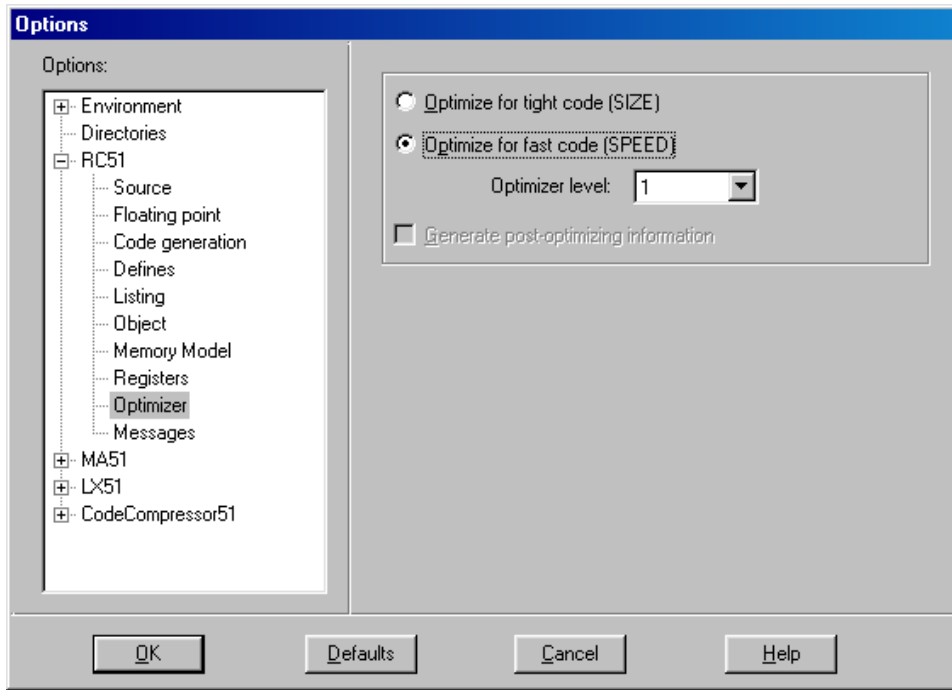 Options
Options:
Environment
Directories
RC51
Source
Floating point
Code generation
Defines
Listing
Object
Memory Model
Registers
Optimizer
Messages
MA51
LX51
CodeCompressor51
Optimize for tight code (SIZE)
Optimize for fast code (SPEED)
Optimizer level: 1
Generate post-optimizing information
OK Defaults Cancel Help